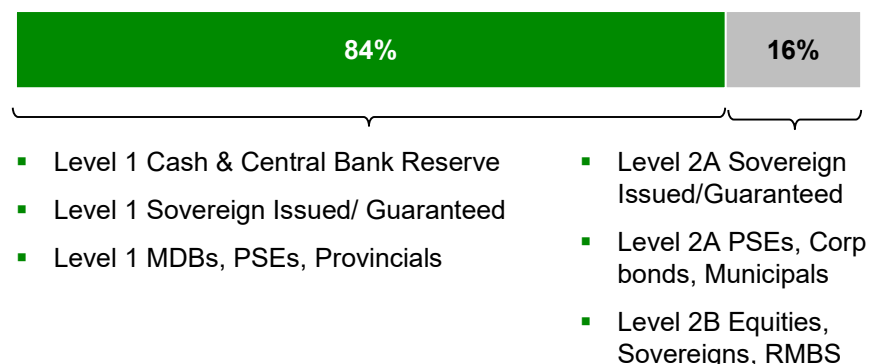 84%
16%
▪ Level 1 Cash & Central Bank Reserve
▪ Level 1 Sovereign Issued/ Guaranteed
▪ Level 1 MDBs, PSEs, Provincials
▪ Level 2A Sovereign
Issued/Guaranteed
▪ Level 2A PSEs, Corp
bonds, Municipals
▪ Level 2B Equities,
Sovereigns, RMBS